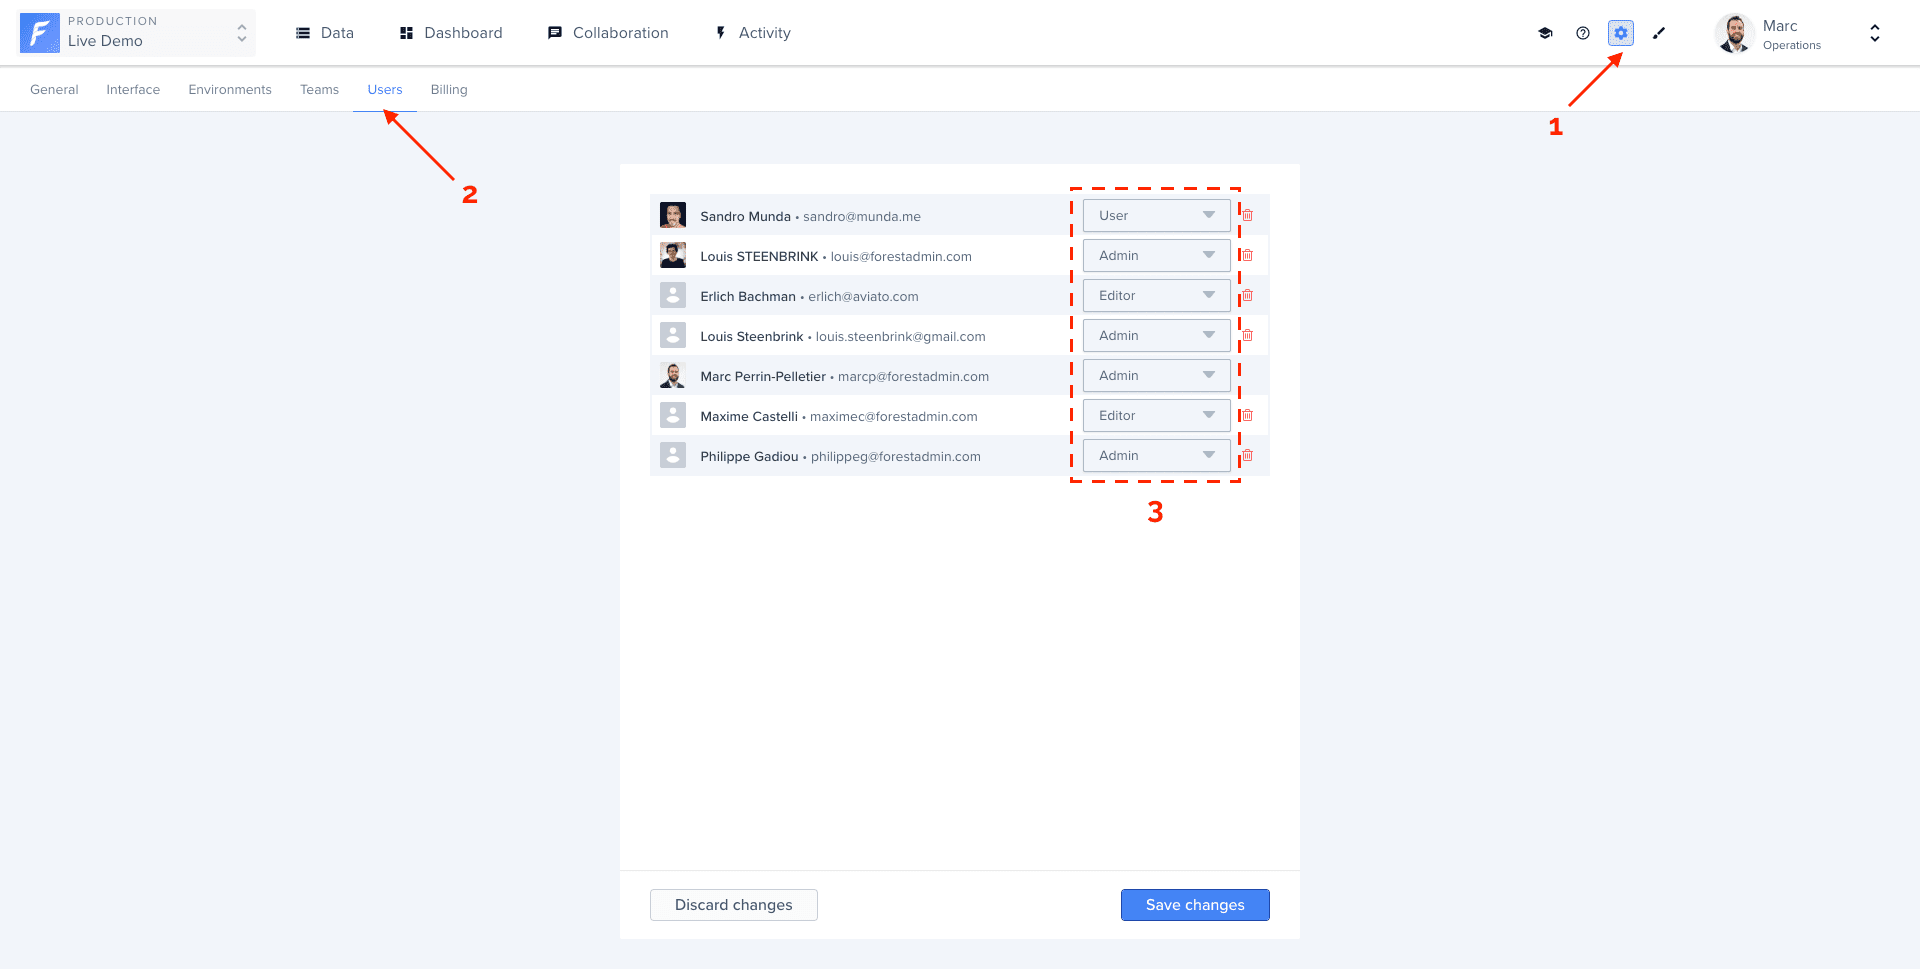 PRODUCTION
Live Demo
Data
Dashboard
Collaboration
Activity
Marc
Operations
General
Interface
Environments
Teams
Users
Billing
1
2
Sandro Munda • sandro@munda.me
User
Louis STEENBRINK • louis@forestadmin.com
Admin
Erlich Bachman • erlich@aviato.com
Editor
Louis Steenbrink • louis.steenbrink@gmail.com
Admin
Marc Perrin-Pelletier • marcp@forestadmin.com
Admin
Maxime Castelli • maximec@forestadmin.com
Editor
Philippe Gadiou • philippeg@forestadmin.com
Admin
3
Discard changes
Save changes